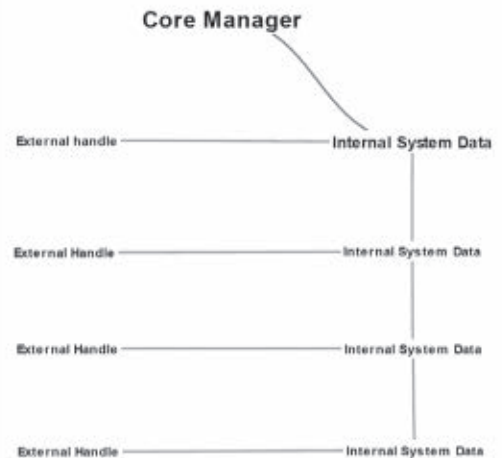 Core Manager
External handle Internal System Data
External Handle Internal System Data
External Handle Internal System Data
External Handle Internal System Data